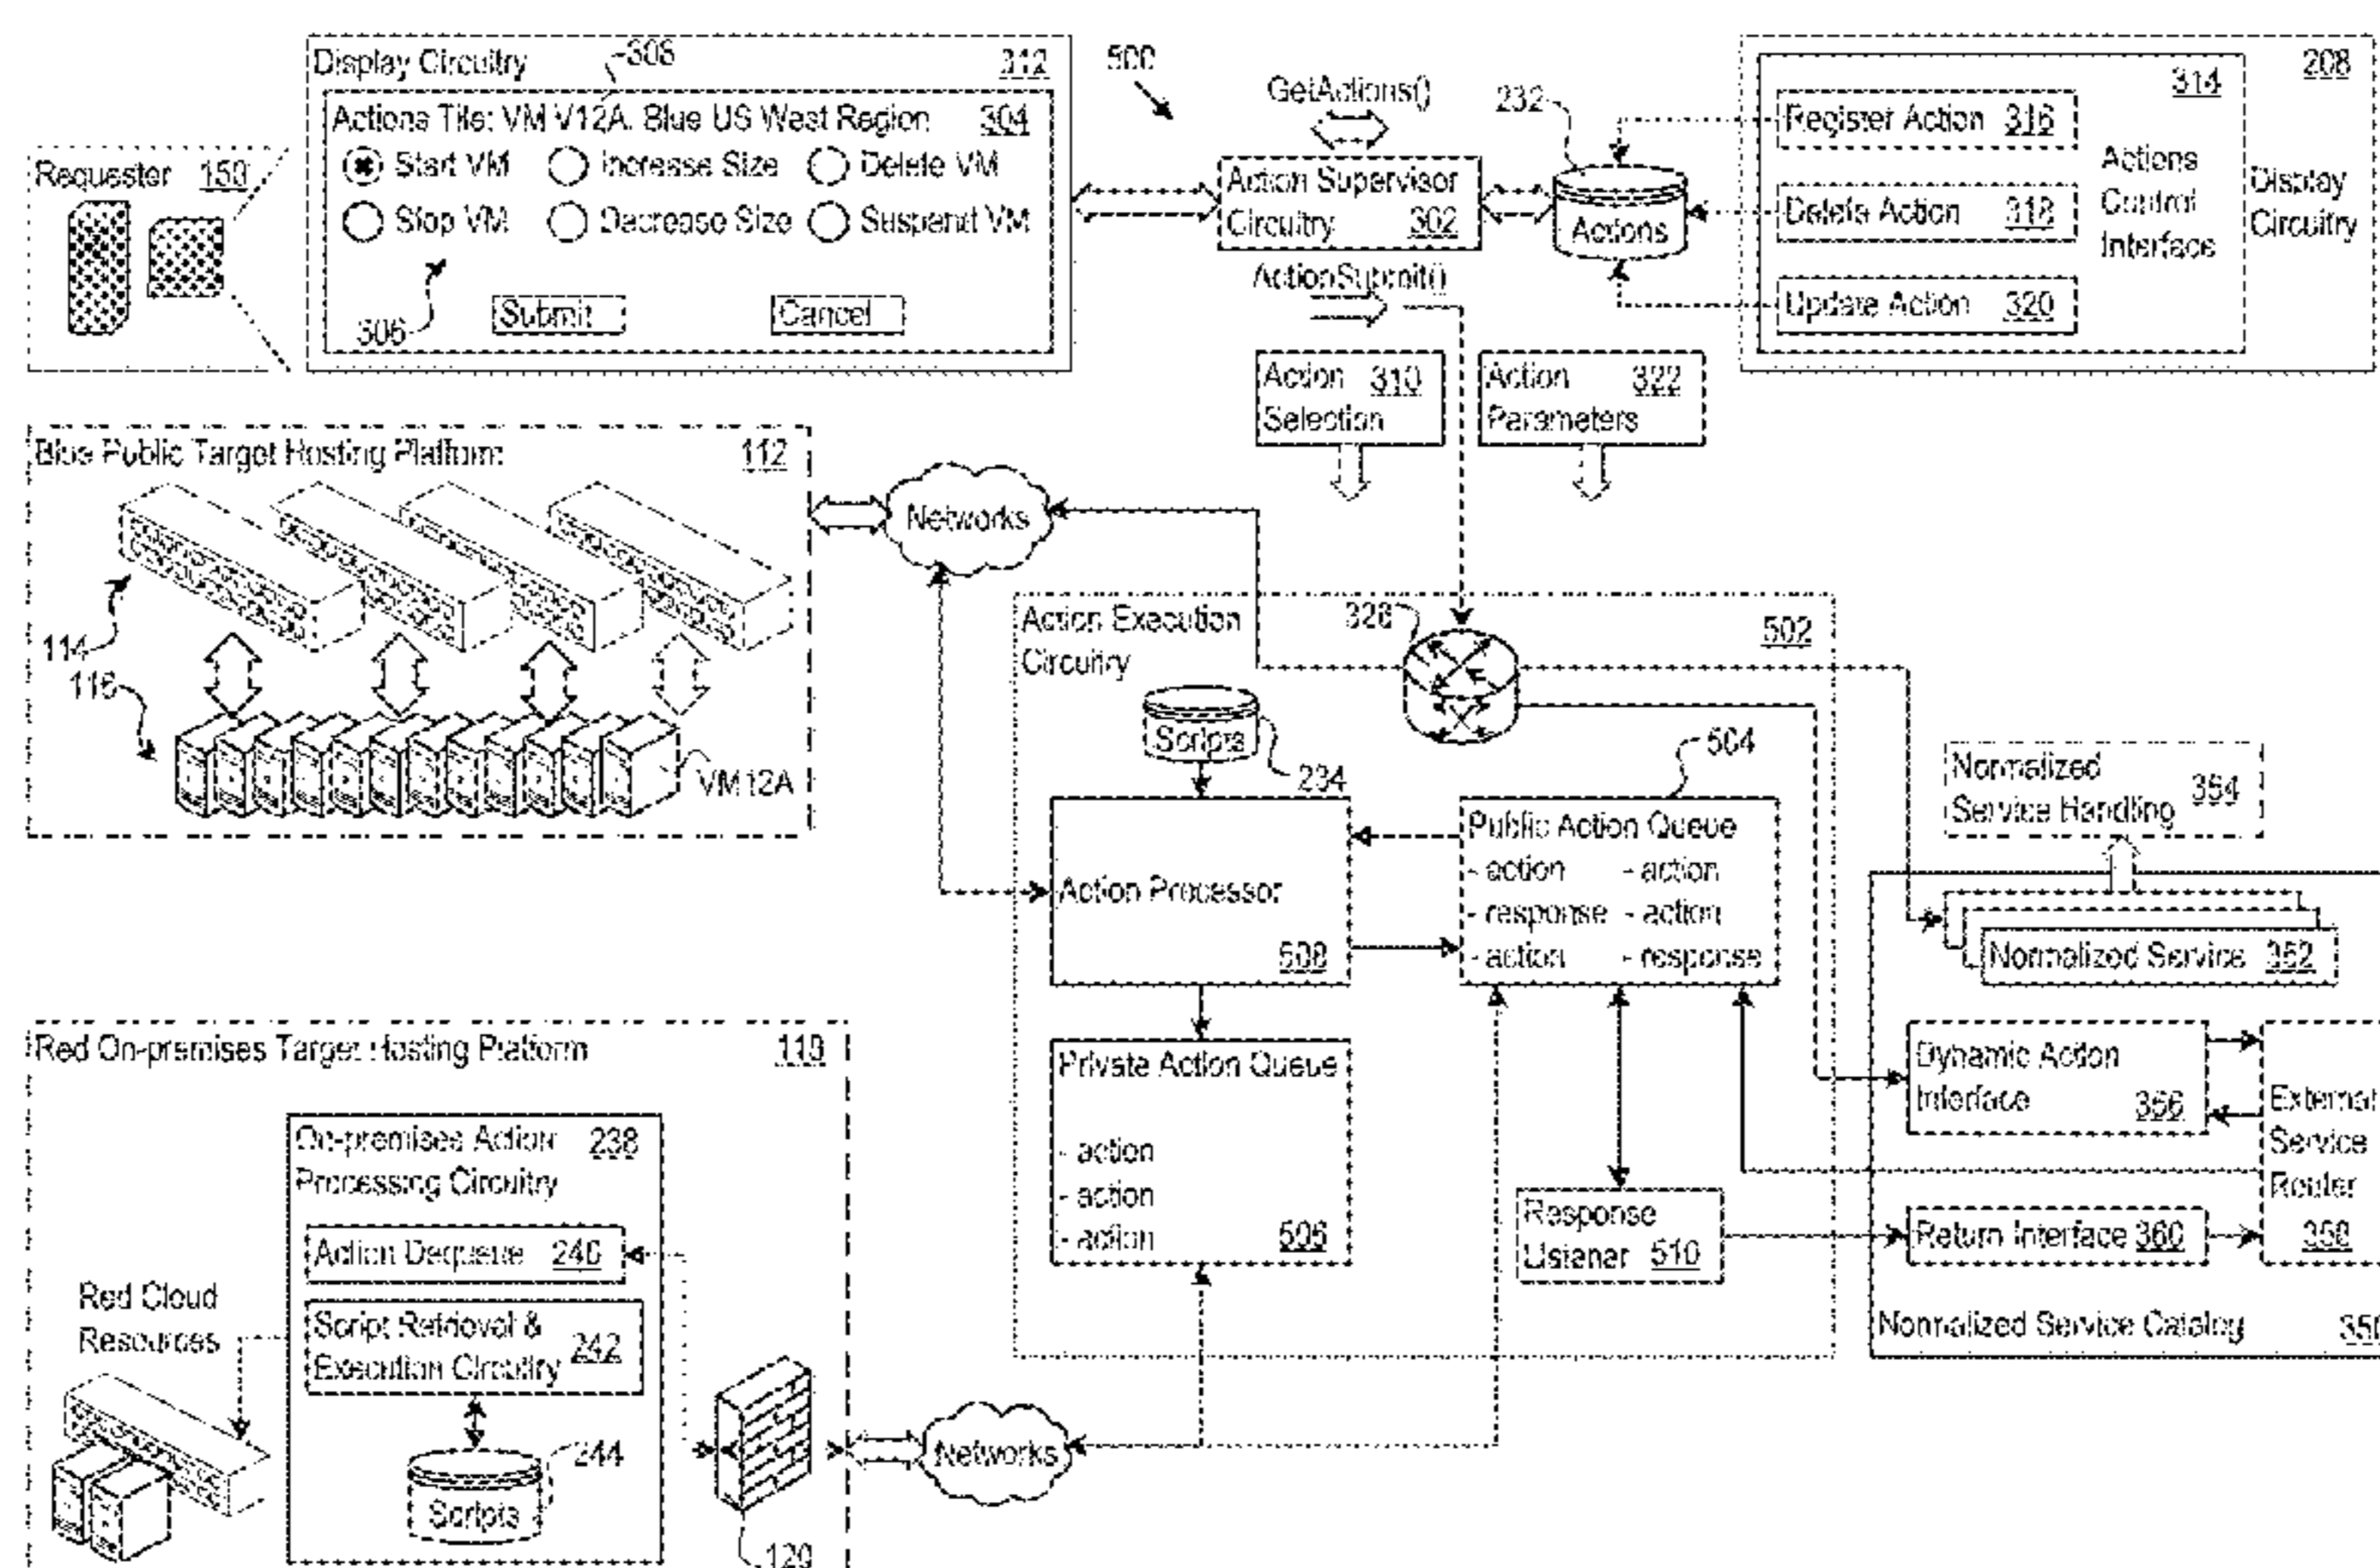 Display Circuitry 312
308
Actions Tile: VM V12A. Blue US West Region 304
Start VM Increase Size Delete VM
Stop VM Decrease Size Suspend VM
306
Submit Cancel
Requester 150
500
GetActions()
Action Supervisor
Circuitry 302
ActionSubmit()
232
Actions
208
314
Register Action 316
Delete Action 318
Update Action 320
Actions
Control
Interface
Display
Circuitry
Action 310
Selection
Action 322
Parameters
Blue Public Target Hosting Platform 112
114
116
VM12A
Networks
Action Execution
Circuitry
328
502
Scripts
234
504
Action Processor
508
Public Action Queue
- action - action
- response - action
- action - response
Private Action Queue
- action
- action
- action 506
Response
Listener 510
Normalized
Service Handling 364
Normalized Service 362
Dynamic Action
Interface 366
External
Service
Router
368
Return Interface 360
Normalized Service Catalog 350
Red On-premises Target Hosting Platform 118
On-premises Action 238
Processing Circuitry
Action Dequeue 240
Script Retrieval &
Execution Circuitry 242
244
Scripts
Red Cloud
Resources
120
Networks